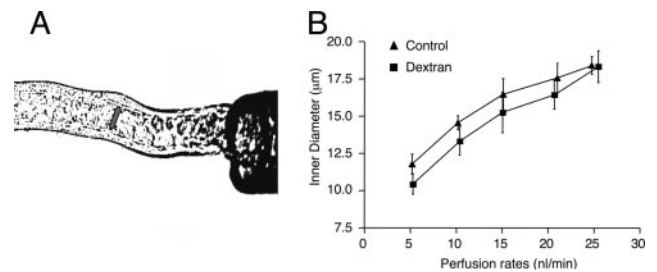 A
B
Control
Dextran
Inner Diameter (μm)
20.0
17.5
15.0
12.5
10.0
7.5
0
5
10
15
20
25
30
Perfusion rates (nl/min)